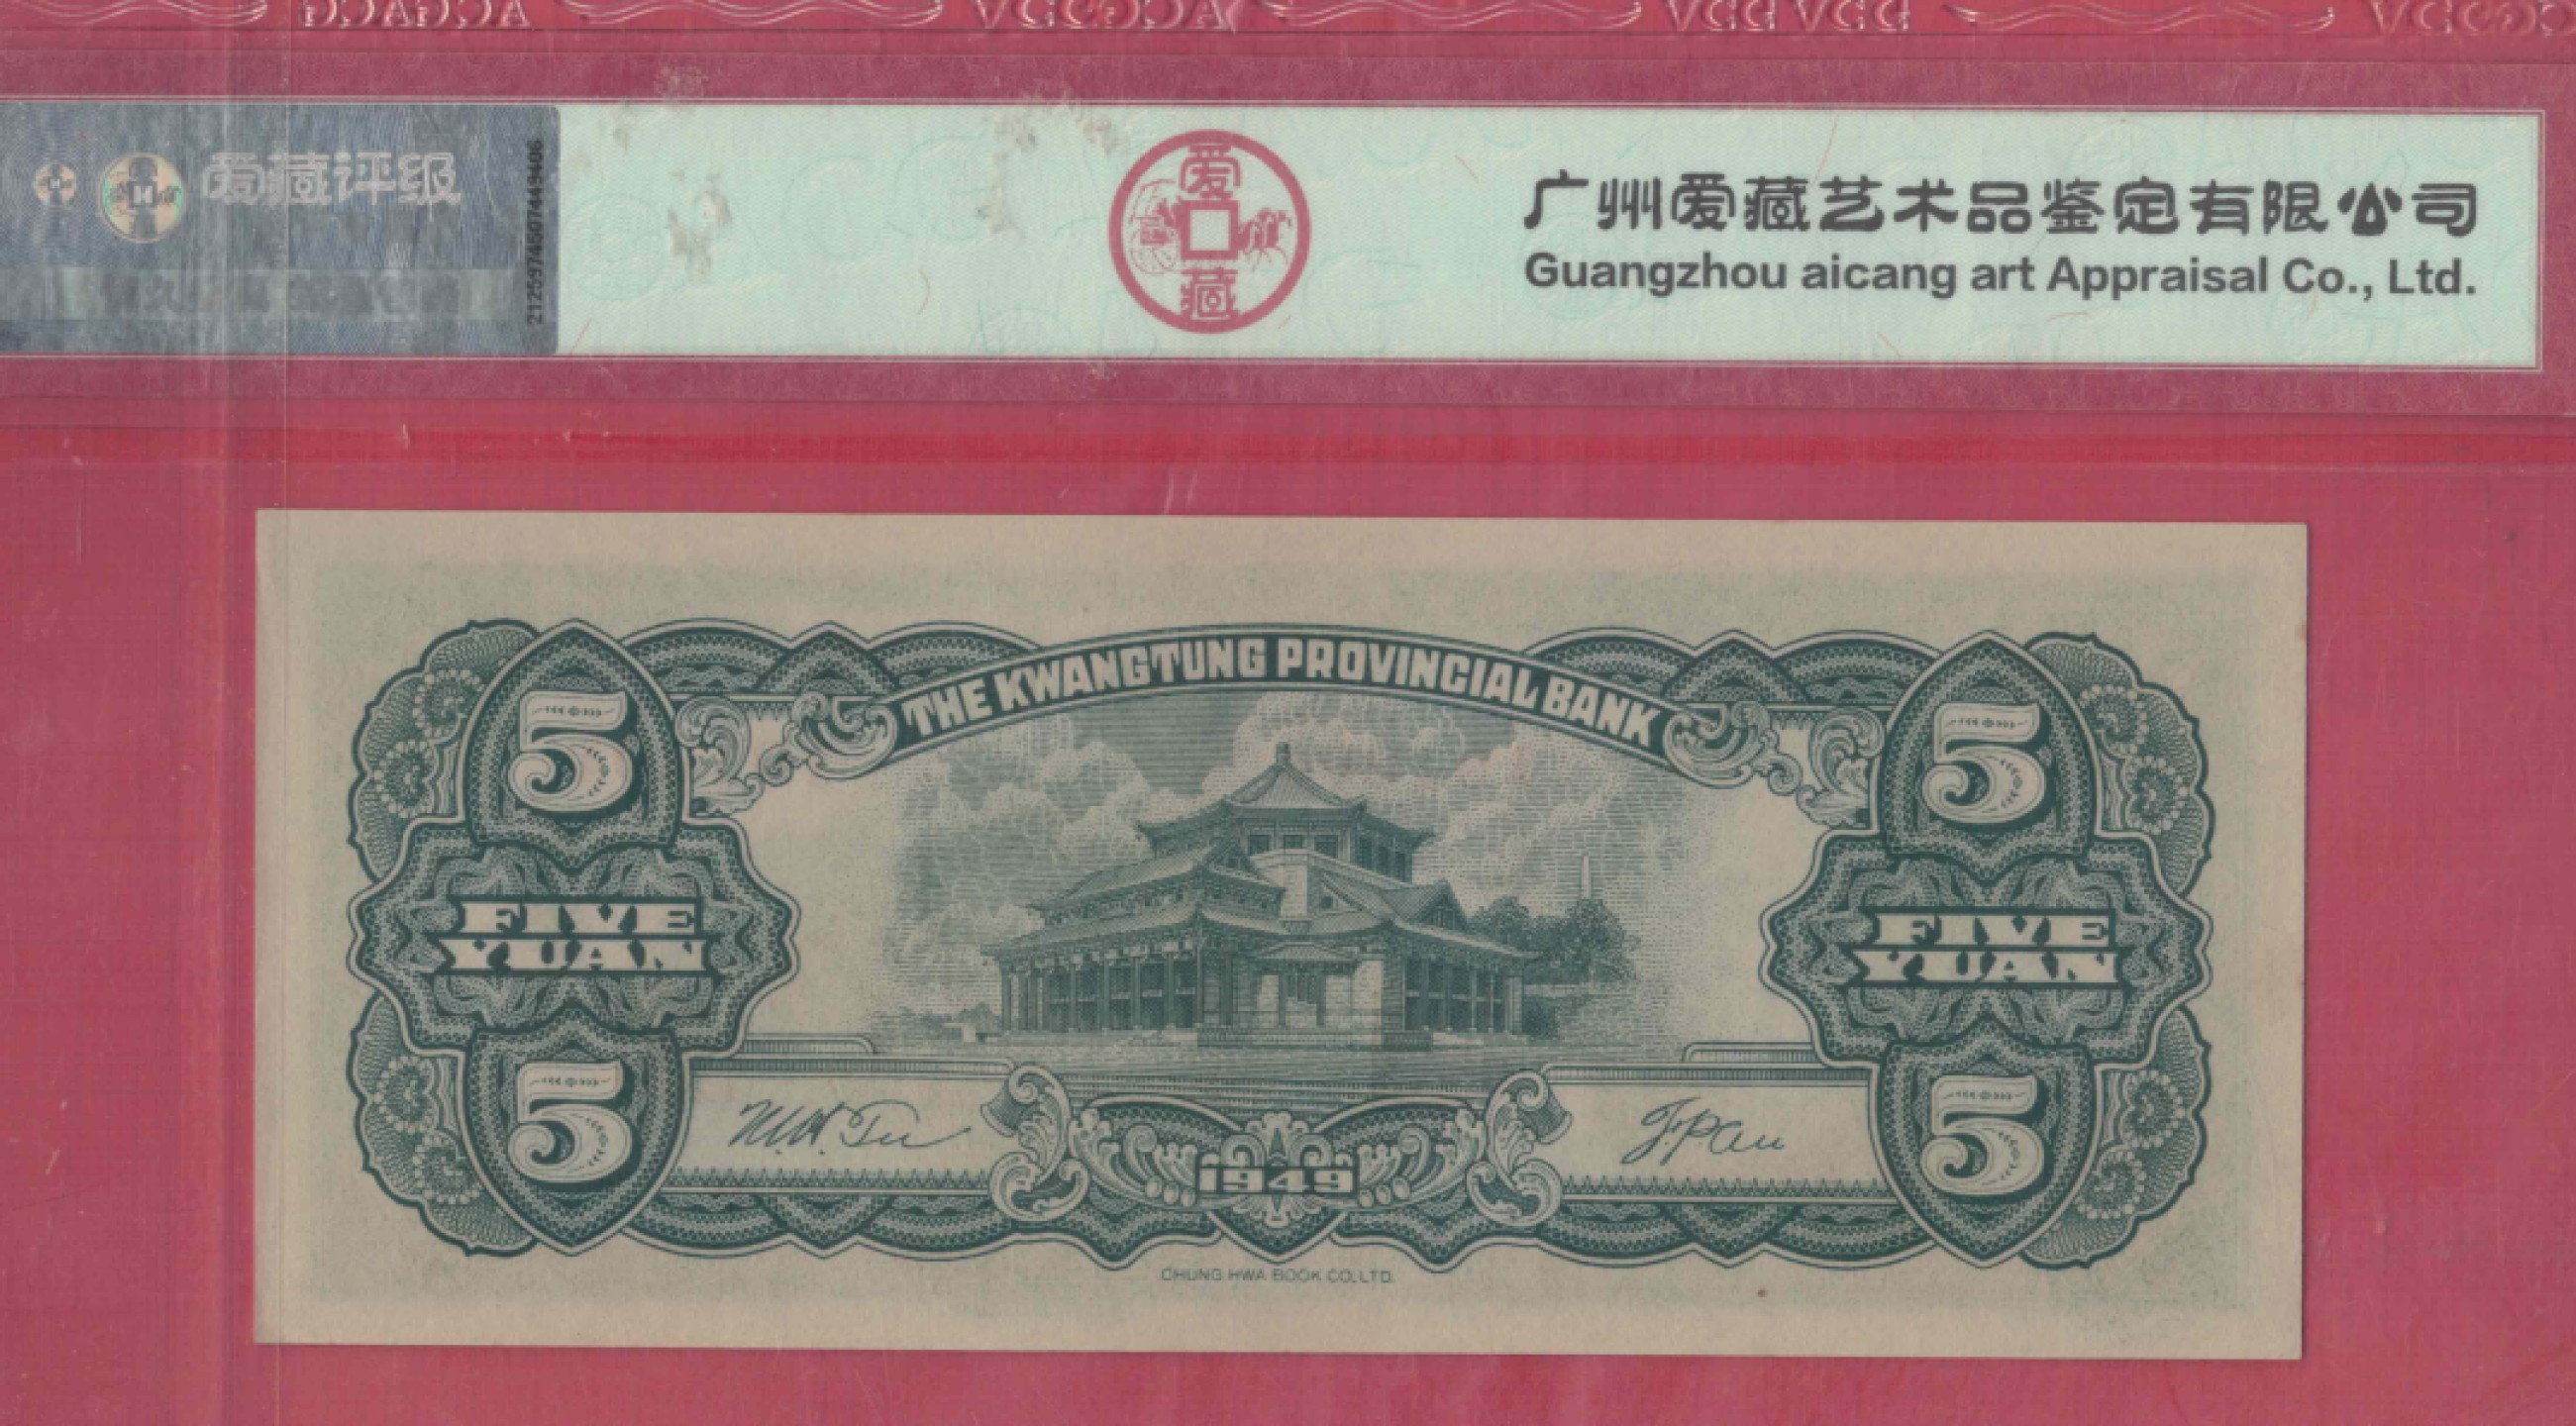 爱藏评级
2125974507449406
爱藏
广州爱藏艺术品鉴定有限公司
Guangzhou aicang art Appraisal Co., Ltd.
THE KWANGTUNG PROVINCIAL BANK
5
5
FIVE
YUAN
FIVE
YUAN
5
5
1949
CHUNG HWA BOOK CO., LTD.